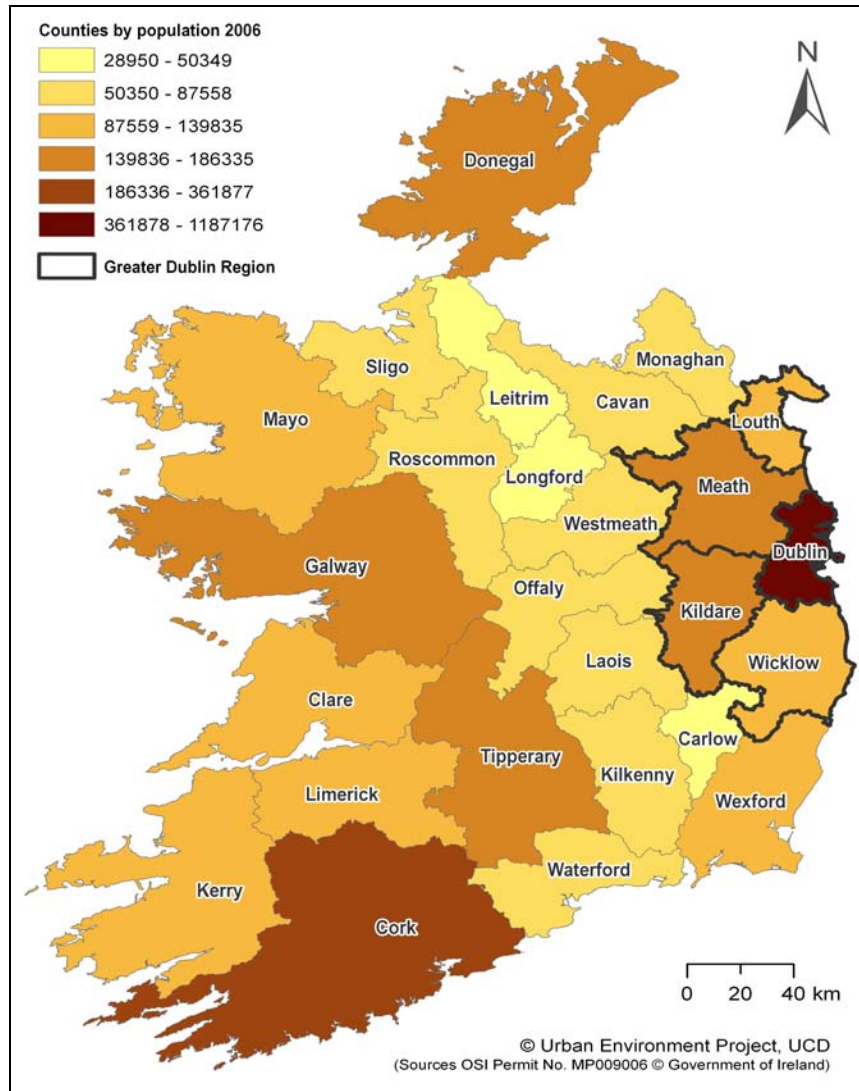 Counties by population 2006
28950 - 50349
50350 - 87558
87559 - 139835
139836 - 186335
186336 - 361877
361878 - 1187176
Greater Dublin Region
N
Donegal
Monaghan
Sligo
Leitrim
Cavan
Louth
Mayo
Roscommon
Longford
Meath
Westmeath
Dublin
Galway
Offaly
Kildare
Laois
Wicklow
Clare
Carlow
Tipperary
Kilkenny
Limerick
Wexford
Waterford
Kerry
Cork
0 20 40 km
© Urban Environment Project, UCD
(Sources OSI Permit No. MP009006 © Government of Ireland)